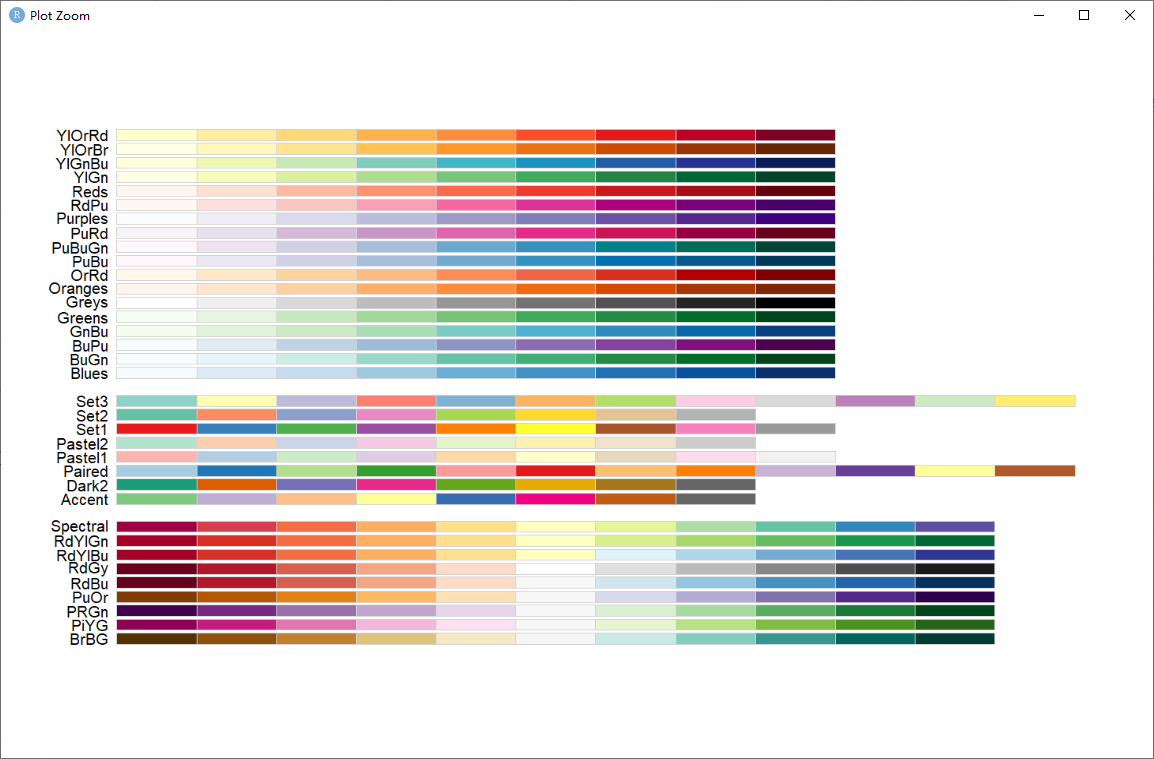 R Plot Zoom
YlOrRd
YlOrBr
YlGnBu
YlGn
Reds
RdPu
Purples
PuRd
PuBuGn
PuBu
OrRd
Oranges
Greys
Greens
GnBu
BuPu
BuGn
Blues
Set3
Set2
Set1
Pastel2
Pastel1
Paired
Dark2
Accent
Spectral
RdYlGn
RdYlBu
RdGy
RdBu
PuOr
PRGn
PiYG
BrBG